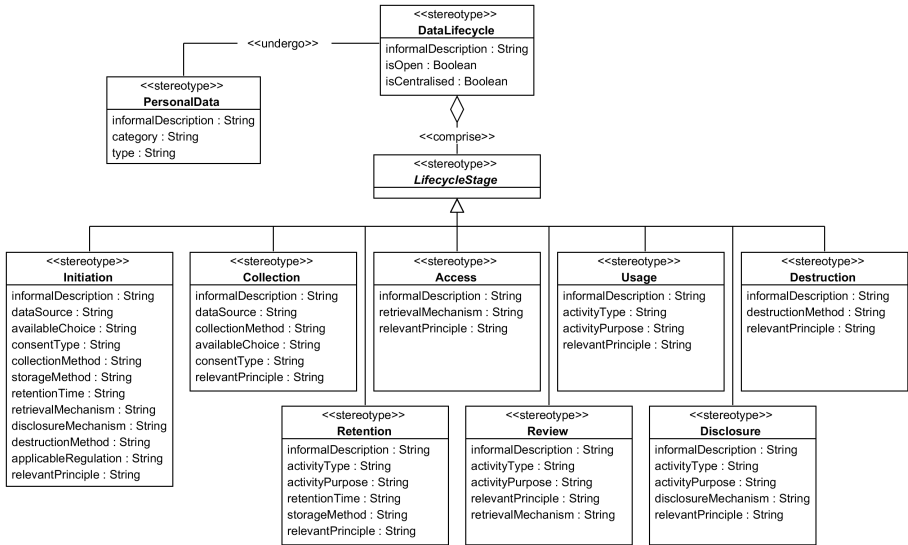 <<stereotype>>
DataLifecycle
informalDescription : String
isOpen : Boolean
isCentralised : Boolean
<<undergo>>
<<stereotype>>
PersonalData
informalDescription : String
category : String
type : String
<<comprise>>
<<stereotype>>
LifecycleStage
<<stereotype>>
Initiation
informalDescription : String
dataSource : String
availableChoice : String
consentType : String
collectionMethod : String
storageMethod : String
retentionTime : String
retrievalMechanism : String
disclosureMechanism : String
destructionMethod : String
applicableRegulation : String
relevantPrinciple : String
<<stereotype>>
Collection
informalDescription : String
dataSource : String
collectionMethod : String
availableChoice : String
consentType : String
relevantPrinciple : String
<<stereotype>>
Access
informalDescription : String
retrievalMechanism : String
relevantPrinciple : String
<<stereotype>>
Usage
informalDescription : String
activityType : String
activityPurpose : String
relevantPrinciple : String
<<stereotype>>
Destruction
informalDescription : String
destructionMethod : String
relevantPrinciple : String
<<stereotype>>
Retention
informalDescription : String
activityType : String
activityPurpose : String
retentionTime : String
storageMethod : String
relevantPrinciple : String
<<stereotype>>
Review
informalDescription : String
activityType : String
activityPurpose : String
relevantPrinciple : String
retrievalMechanism : String
<<stereotype>>
Disclosure
informalDescription : String
activityType : String
activityPurpose : String
disclosureMechanism : String
relevantPrinciple : String